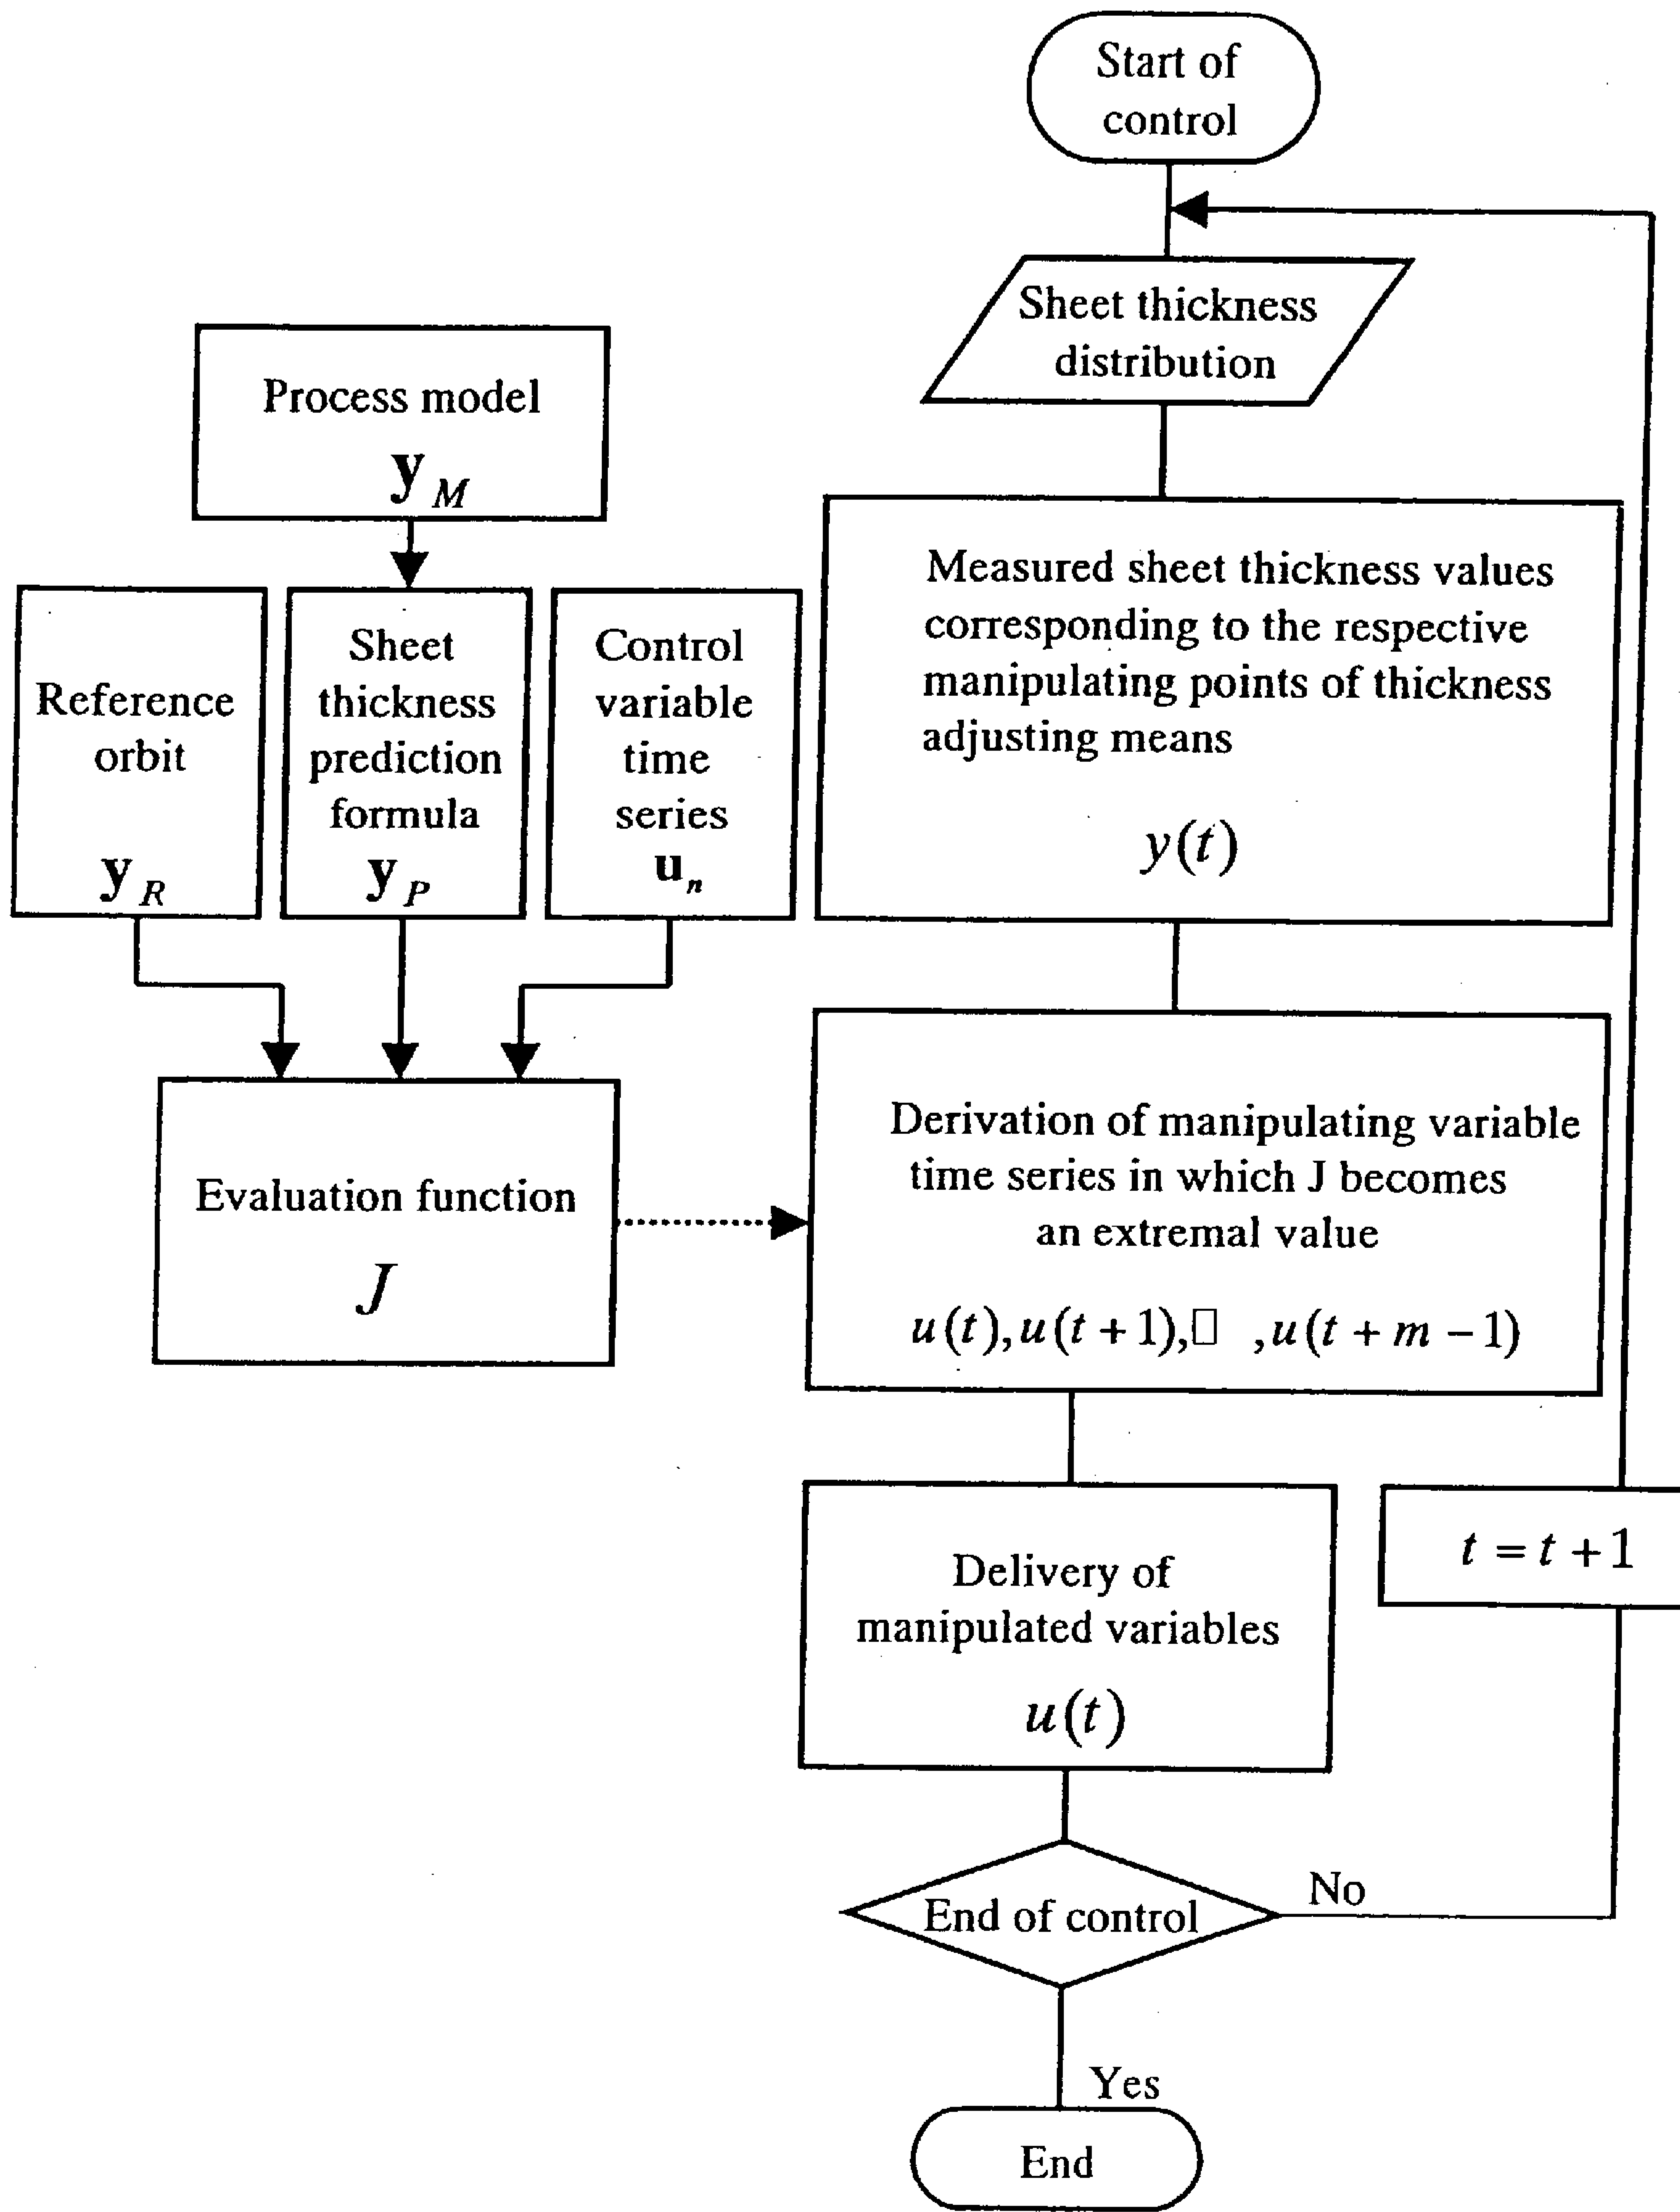 Start of
control
Sheet thickness
distribution
Process model
y_M
Measured sheet thickness values
corresponding to the respective
manipulating points of thickness
adjusting means
y(t)
Reference
orbit
y_R
Sheet
thickness
prediction
formula
y_P
Control
variable
time
series
u_n
Evaluation function
J
Derivation of manipulating variable
time series in which J becomes
an extremal value
u(t), u(t + 1),□ , u(t + m − 1)
Delivery of
manipulated variables
u(t)
t = t + 1
End of control
No
Yes
End